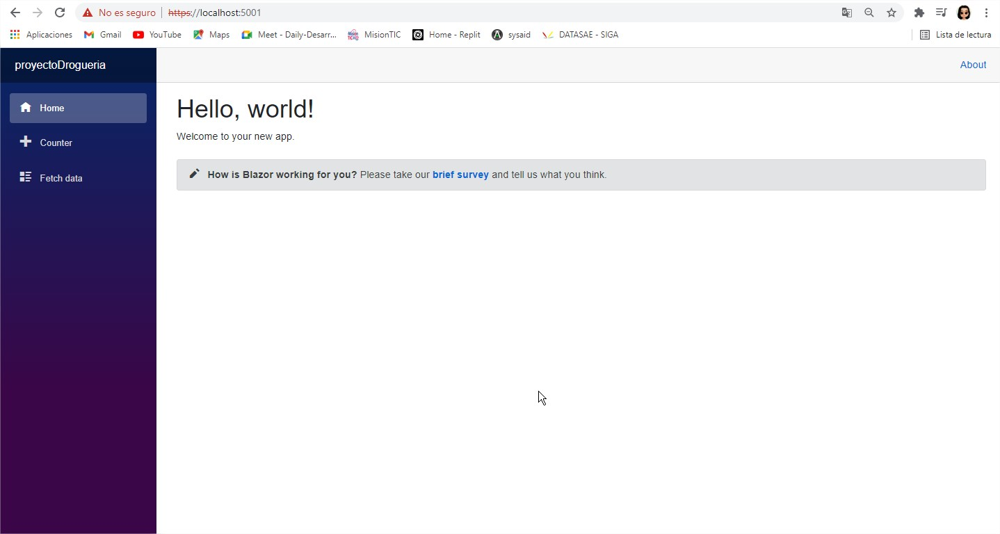 No es seguro https://localhost:5001
Aplicaciones Gmail YouTube Maps Meet - Daily-Desarr... MisionTIC Home - Replit sysaid DATASAE - SIGA Lista de lectura
proyectoDrogueria About
Home
Counter
Fetch data
Hello, world!
Welcome to your new app.
How is Blazor working for you? Please take our brief survey and tell us what you think.